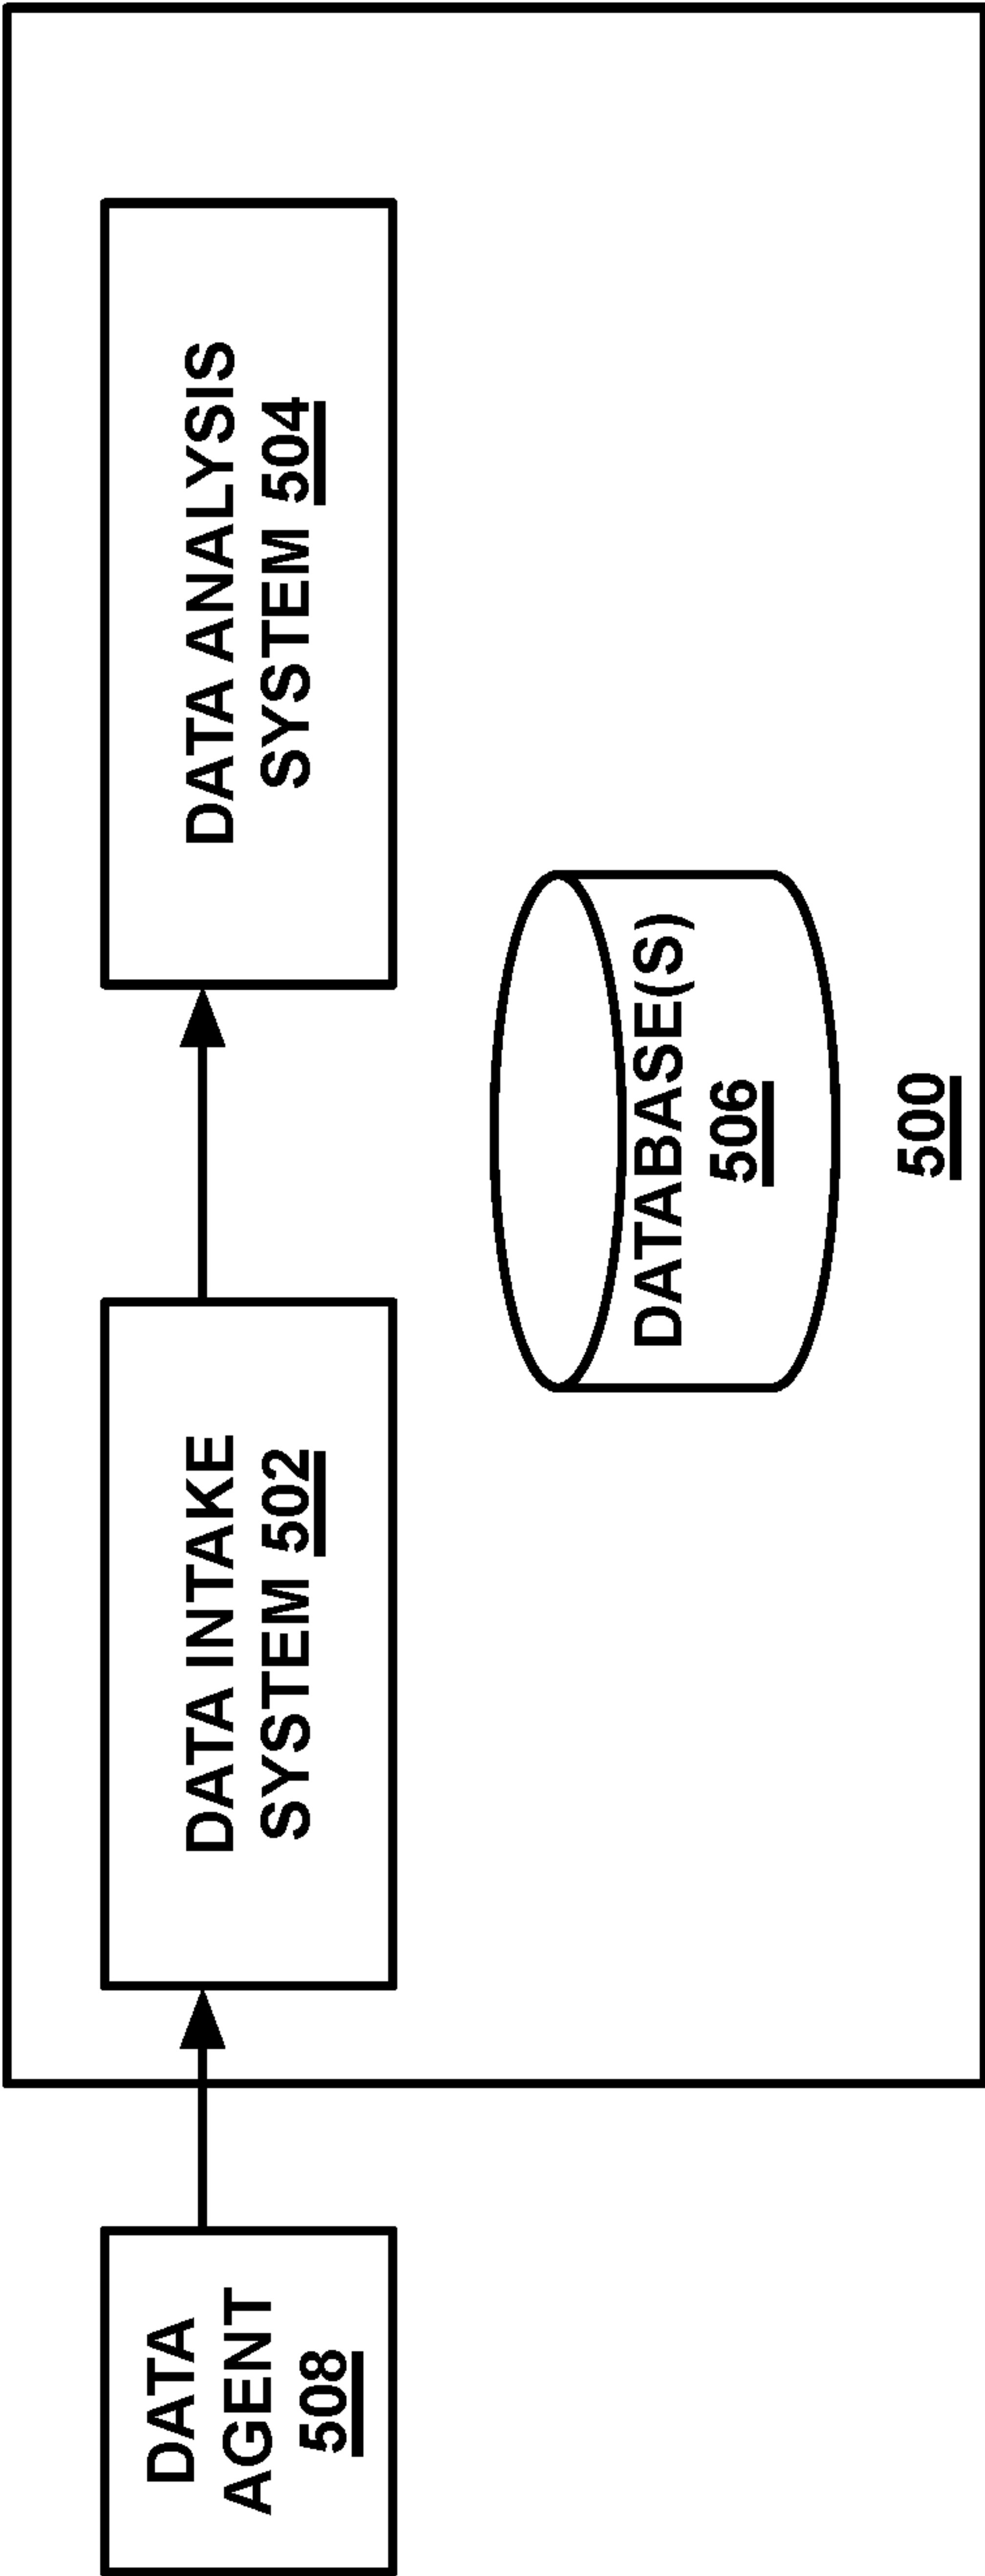 DATA
AGENT
508
DATA INTAKE
SYSTEM 502
DATA ANALYSIS
SYSTEM 504
DATABASE(S)
506
500